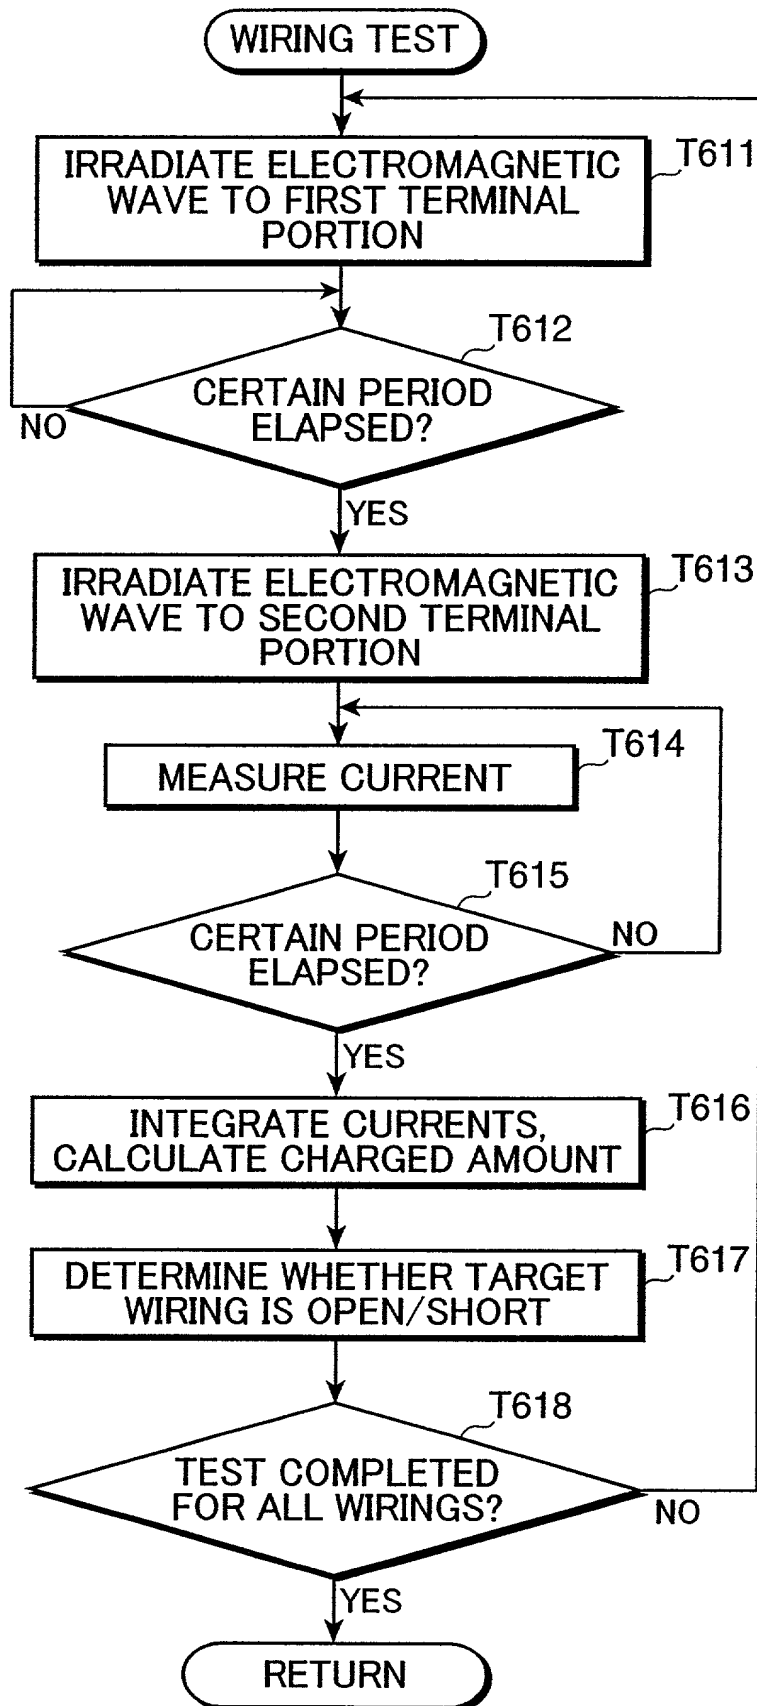 WIRING TEST
T611
IRRADIATE ELECTROMAGNETIC
WAVE TO FIRST TERMINAL
PORTION
T612
CERTAIN PERIOD
ELAPSED?
NO
YES
T613
IRRADIATE ELECTROMAGNETIC
WAVE TO SECOND TERMINAL
PORTION
T614
MEASURE CURRENT
T615
CERTAIN PERIOD
ELAPSED?
NO
YES
T616
INTEGRATE CURRENTS,
CALCULATE CHARGED AMOUNT
T617
DETERMINE WHETHER TARGET
WIRING IS OPEN/SHORT
T618
TEST COMPLETED
FOR ALL WIRINGS?
NO
YES
RETURN